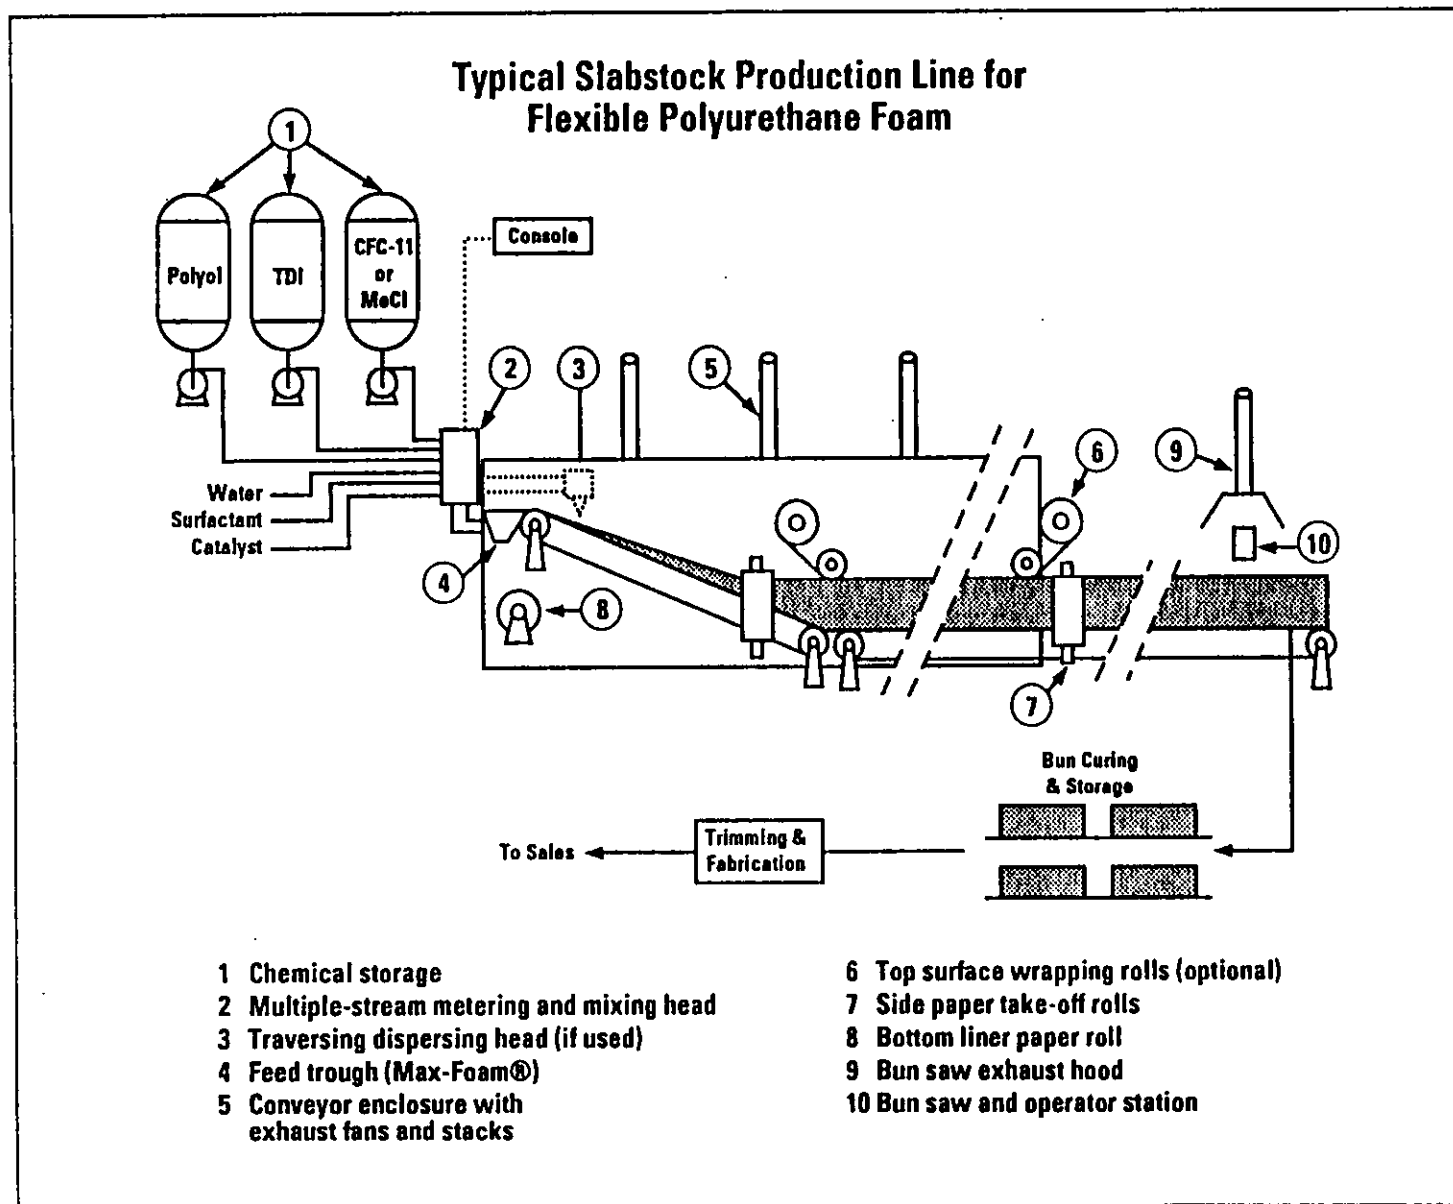 Typical Slabstock Production Line for
Flexible Polyurethane Foam
1
Polyol
TDI
CFC-11
or
MeCl
Console
2
3
5
6
9
Water
Surfactant
Catalyst
4
8
10
7
Bun Curing
& Storage
Trimming &
Fabrication
To Sales
1 Chemical storage
2 Multiple-stream metering and mixing head
3 Traversing dispersing head (if used)
4 Feed trough (Max-Foam®)
5 Conveyor enclosure with
exhaust fans and stacks
6 Top surface wrapping rolls (optional)
7 Side paper take-off rolls
8 Bottom liner paper roll
9 Bun saw exhaust hood
10 Bun saw and operator station